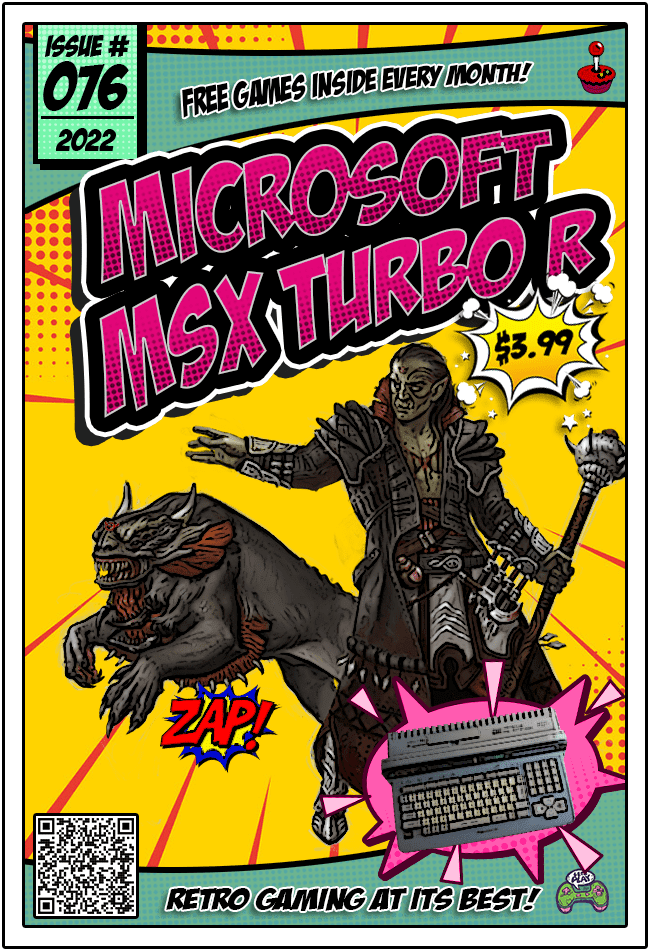 ISSUE #
076
2022
FREE GAMES INSIDE EVERY MONTH!
MICROSOFT
MSX TURBO R
3.99
ZAP!
RETRO GAMING AT ITS BEST!